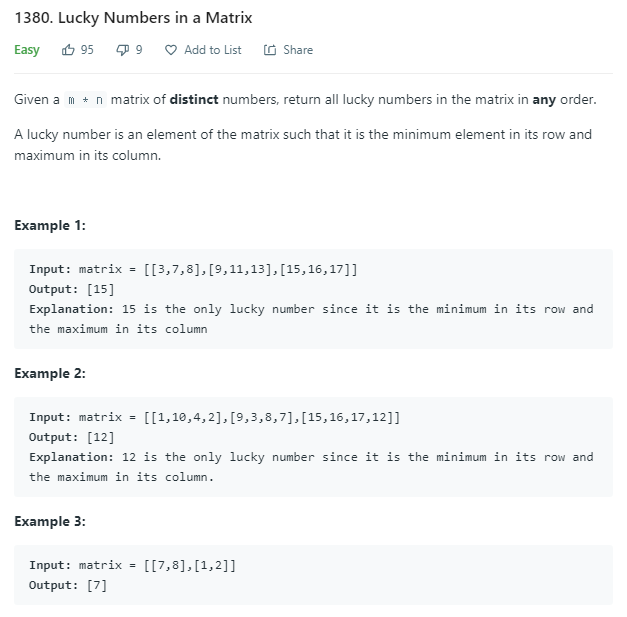 1380. Lucky Numbers in a Matrix
Easy 95 9 Add to List Share
Given a m * n matrix of distinct numbers, return all lucky numbers in the matrix in any order.
A lucky number is an element of the matrix such that it is the minimum element in its row and
maximum in its column.
Example 1:
Input: matrix = [[3,7,8],[9,11,13],[15,16,17]]
Output: [15]
Explanation: 15 is the only lucky number since it is the minimum in its row and
the maximum in its column
Example 2:
Input: matrix = [[1,10,4,2],[9,3,8,7],[15,16,17,12]]
Output: [12]
Explanation: 12 is the only lucky number since it is the minimum in its row and
the maximum in its column.
Example 3:
Input: matrix = [[7,8],[1,2]]
Output: [7]